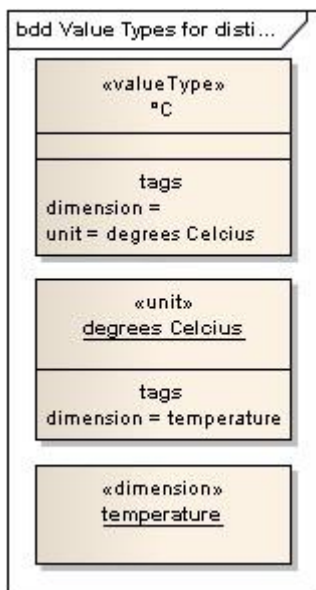 bdd Value Types for disti...
«valueType»
°C
tags
dimension =
unit = degrees Celcius
«unit»
degrees Celcius
tags
dimension = temperature
«dimension»
temperature